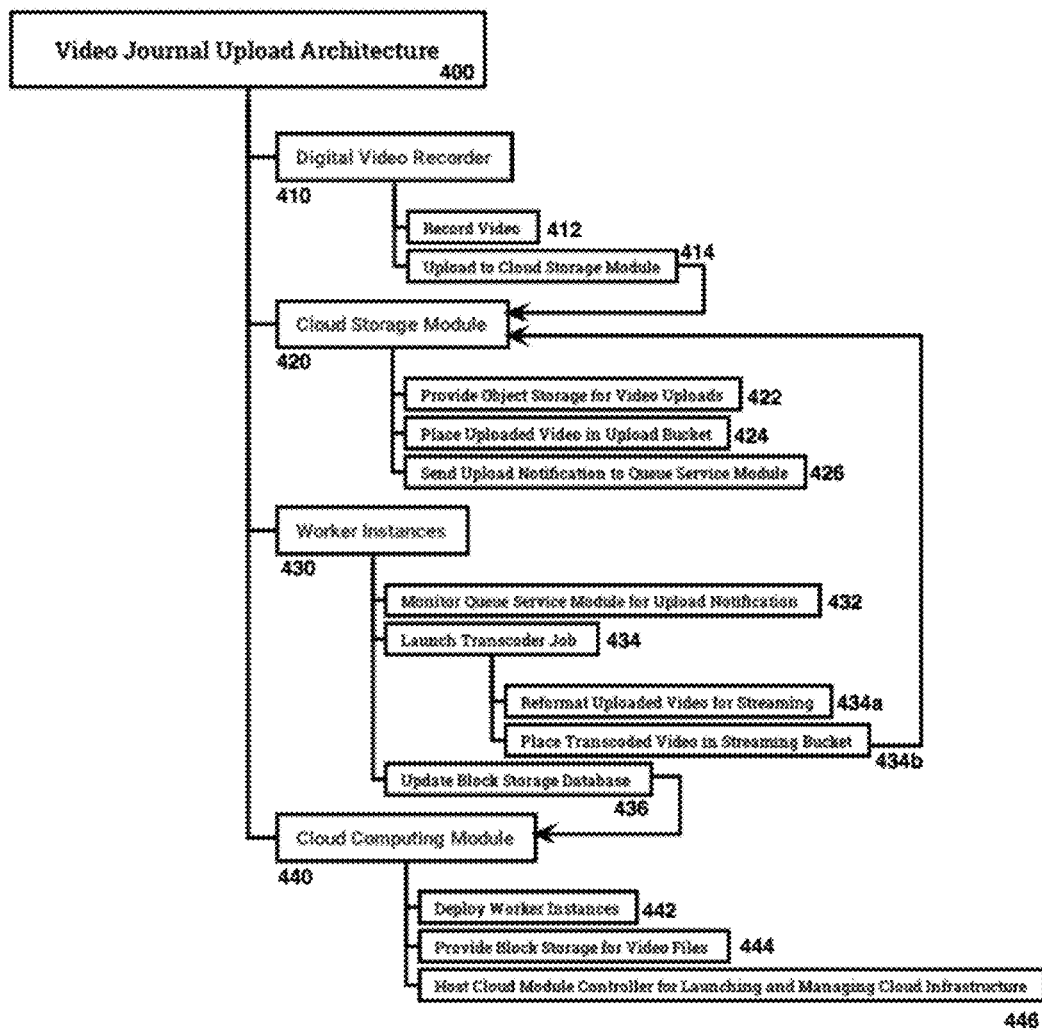 Video Journal Upload Architecture
400
Digital Video Recorder
410
Record Video 412
414
Upload to Cloud Storage Module
Cloud Storage Module
420
Provide Object Storage for Video Uploads 422
Place Uploaded Video in Upload Bucket 424
Send Upload Notification to Queue Service Module 426
Worker Instances
430
Monitor Queue Service Module for Upload Notification 432
Launch Transcoder Job 434
Reformat Uploaded Video for Streaming 434a
Place Transcoded Video in Streaming Bucket
434b
Update Block Storage Database
436
Cloud Computing Module
440
Deploy Worker Instances 442
Provide Block Storage for Video Files 444
Host Cloud Module Controller for Launching and Managing Cloud Infrastructure
446